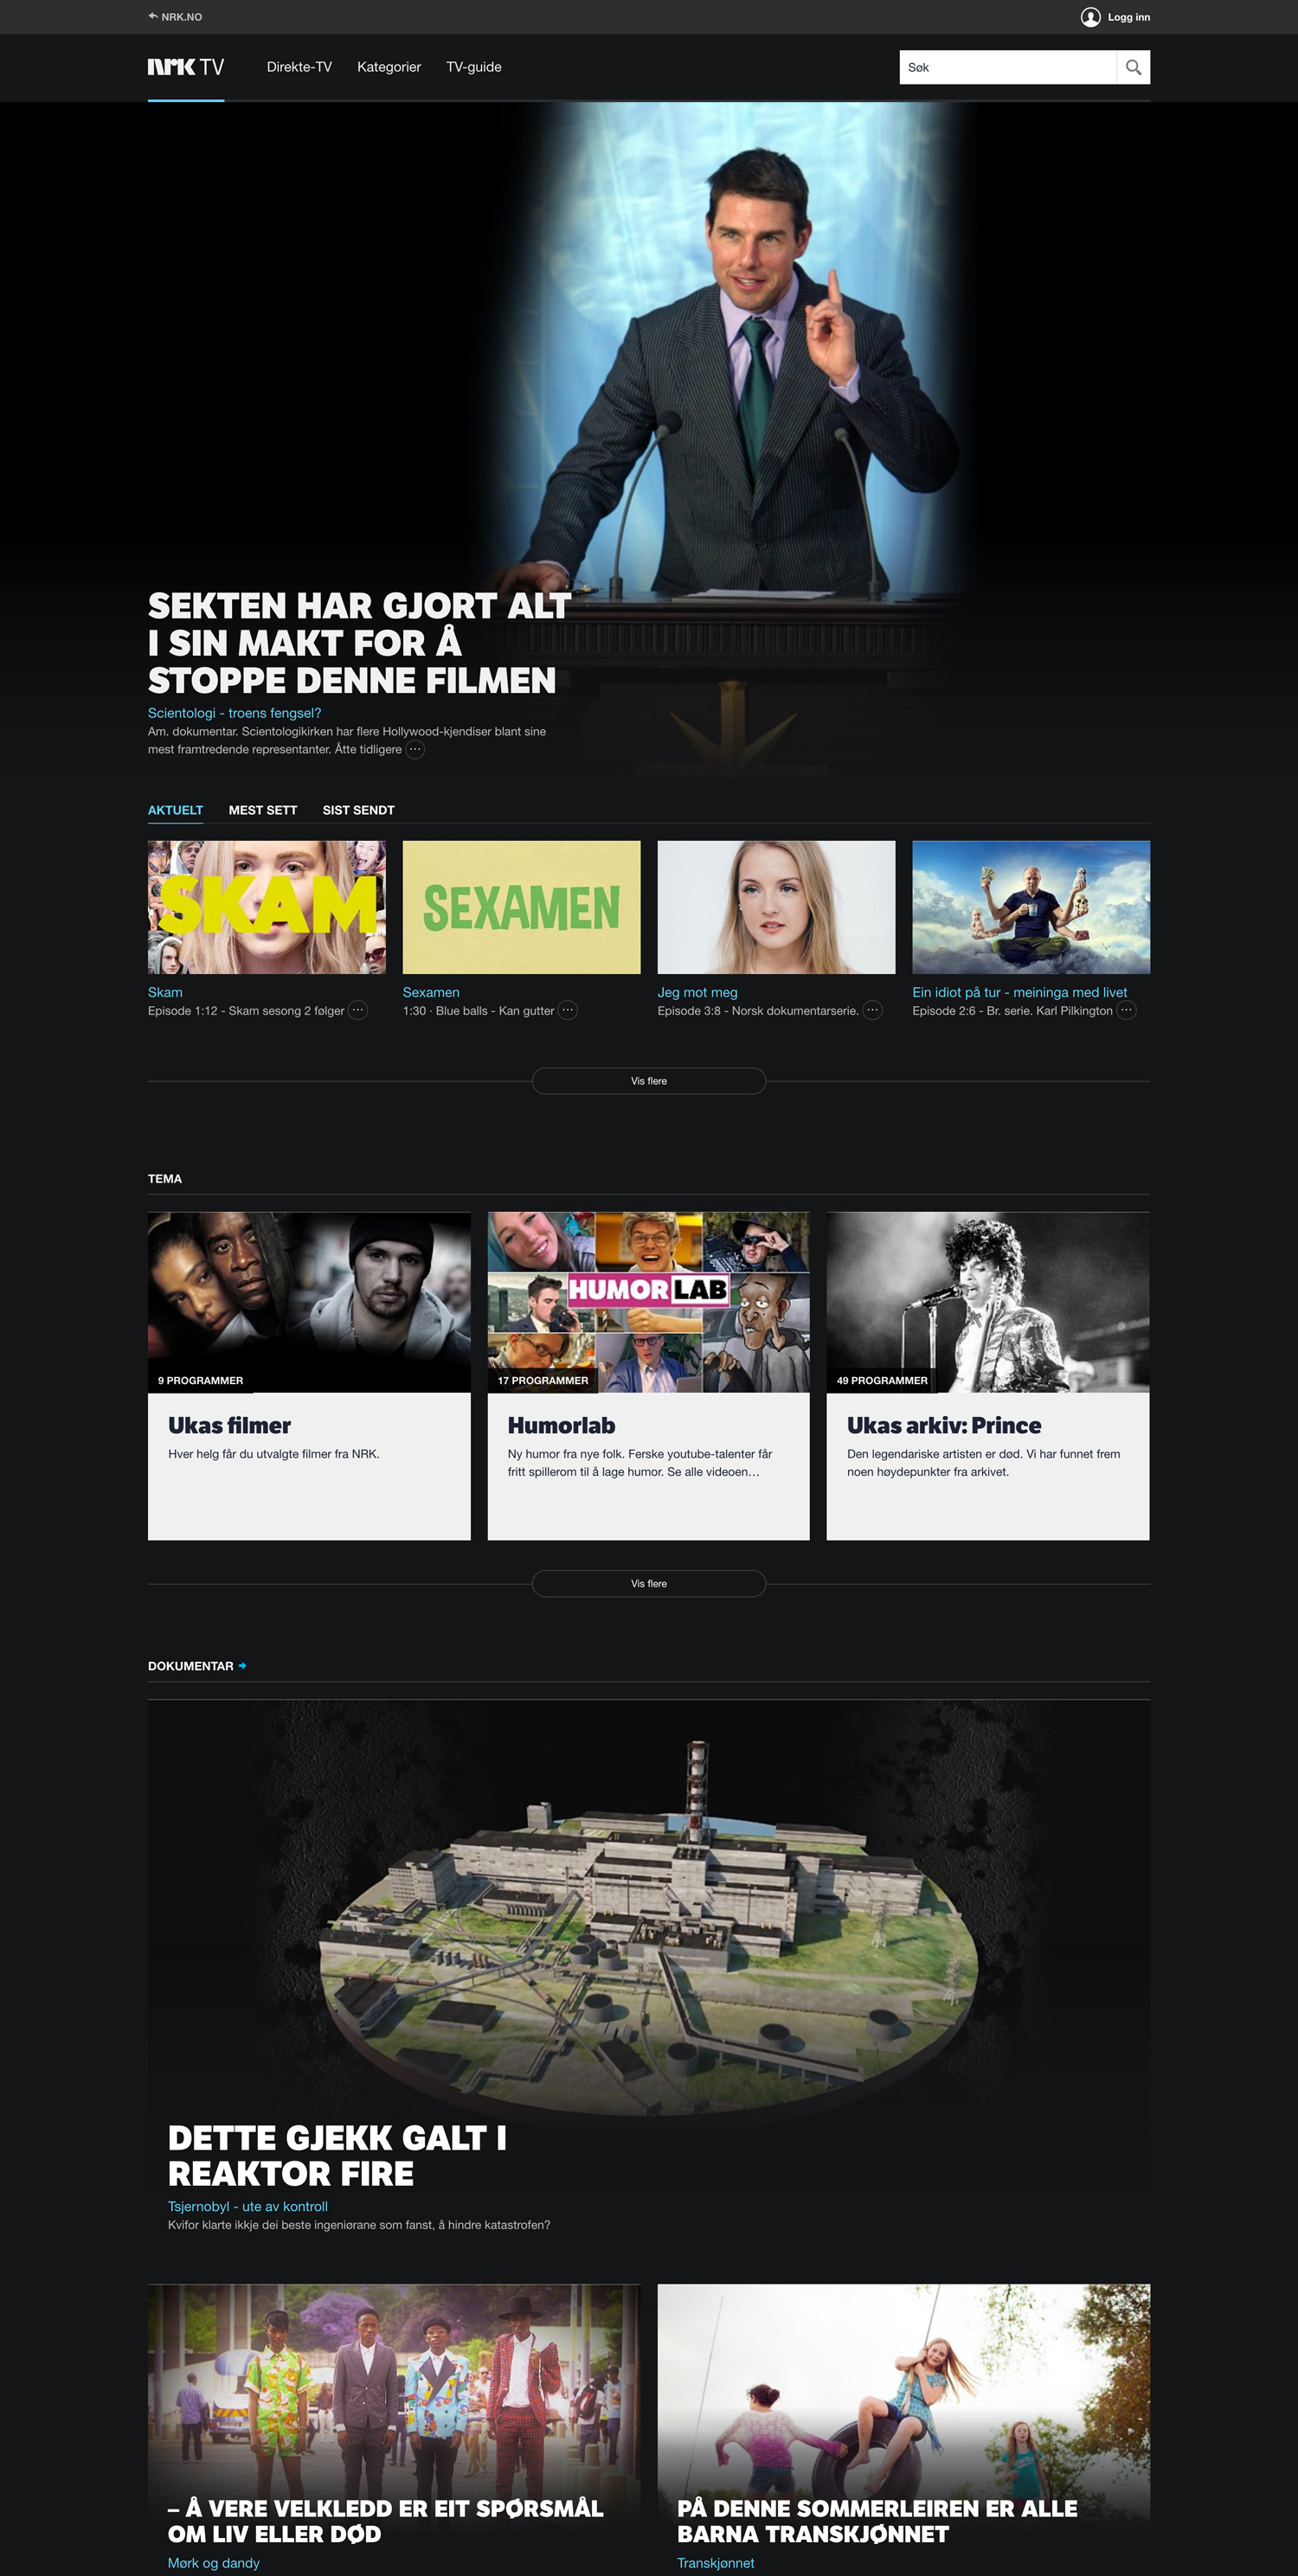 NRK.NO
Logg inn
NRK TV
Direkte-TV
Kategorier
TV-guide
Søk
SEKTEN HAR GJORT ALT
I SIN MAKT FOR Å
STOPPE DENNE FILMEN
Scientologi - troens fengsel?
Am. dokumentar. Scientologikirken har flere Hollywood-kjendiser blant sine
mest framtredende representanter. Åtte tidligere ...
AKTUELT
MEST SETT
SIST SENDT
SKAM
SEXAMEN
Skam
Episode 1:12 - Skam sesong 2 følger ...
Sexamen
1:30 · Blue balls - Kan gutter ...
Jeg mot meg
Episode 3:8 - Norsk dokumentarserie. ...
Ein idiot på tur - meininga med livet
Episode 2:6 - Br. serie. Karl Pilkington ...
Vis flere
TEMA
9 PROGRAMMER
Ukas filmer
Hver helg får du utvalgte filmer fra NRK.
HUMORLAB
17 PROGRAMMER
Humorlab
Ny humor fra nye folk. Ferske youtube-talenter får
fritt spillerom til å lage humor. Se alle videoen...
49 PROGRAMMER
Ukas arkiv: Prince
Den legendariske artisten er død. Vi har funnet frem
noen høydepunkter fra arkivet.
Vis flere
DOKUMENTAR
DETTE GJEKK GALT I
REAKTOR FIRE
Tsjernobyl - ute av kontroll
Kvifor klarte ikkje dei beste ingeniørane som fanst, å hindre katastrofen?
– Å VERE VELKLEDD ER EIT SPØRSMÅL
OM LIV ELLER DØD
Mørk og dandy
PÅ DENNE SOMMERLEIREN ER ALLE
BARNA TRANSKJØNNET
Transkjønnet